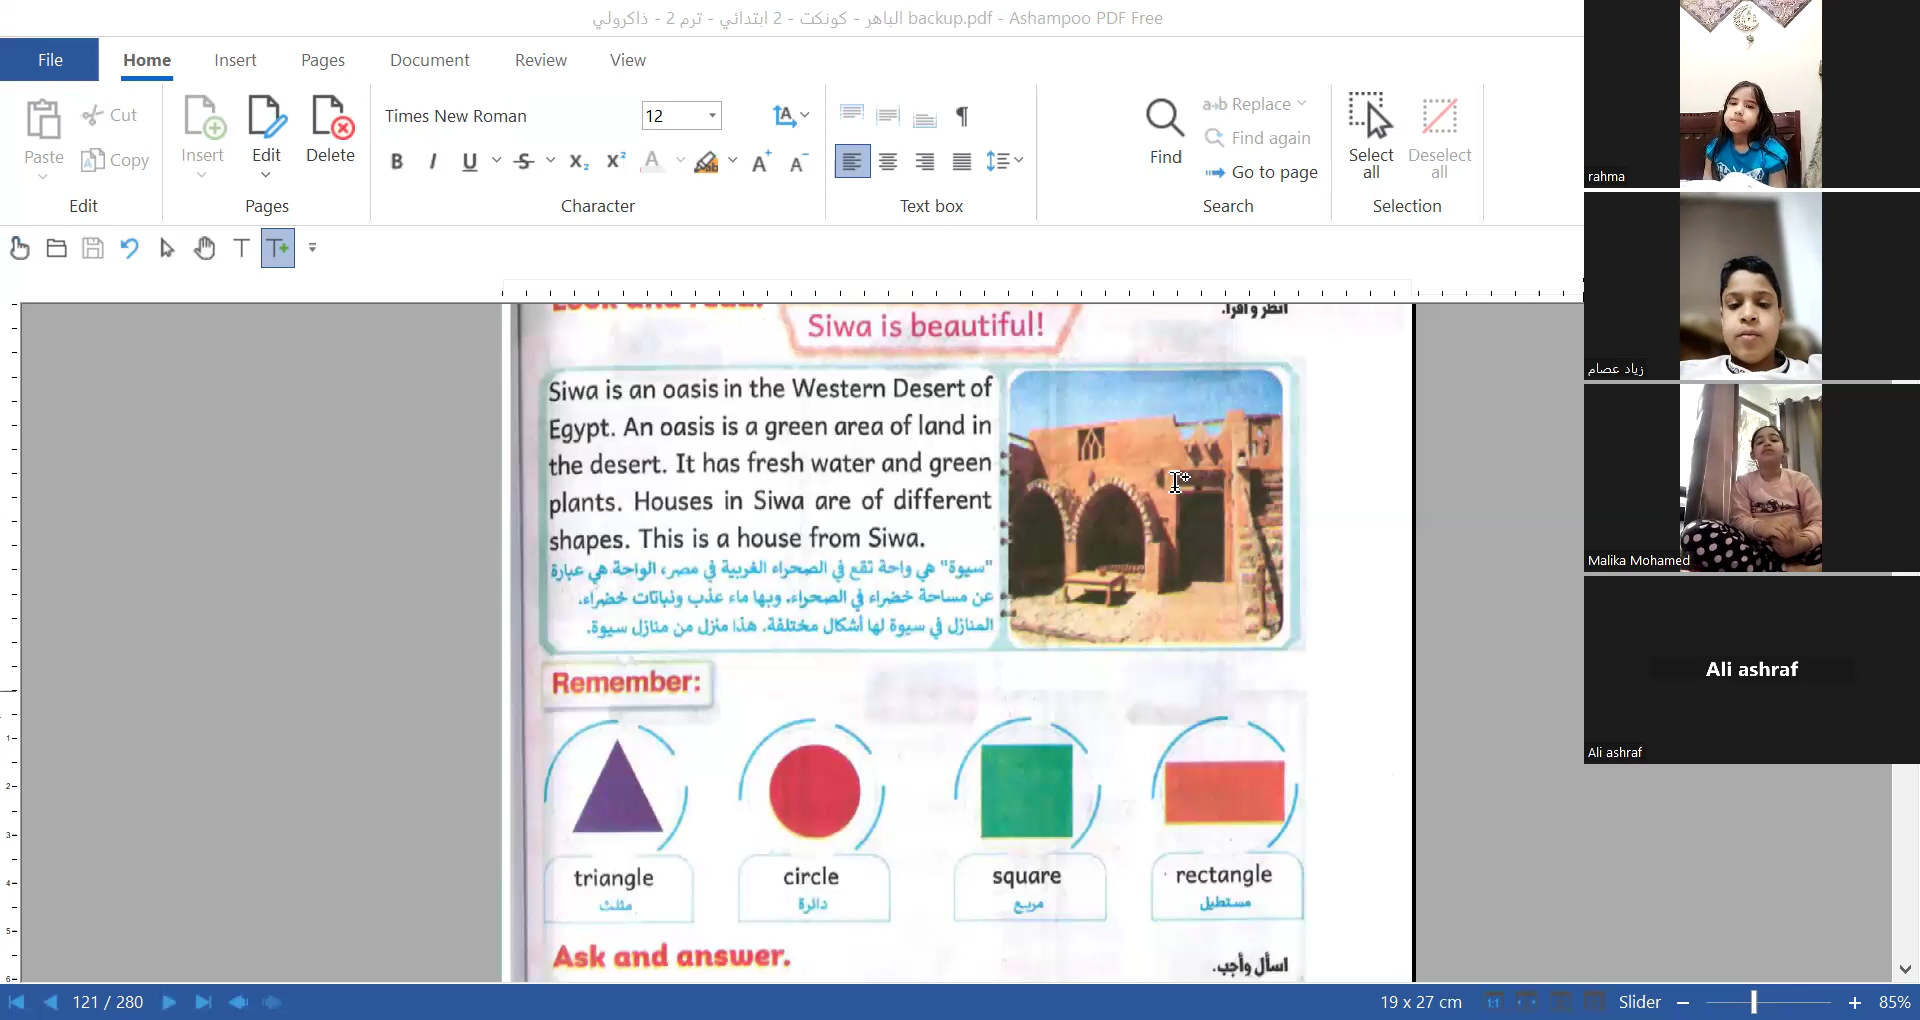 الباهر - كونكت - 2 ابتدائي - ترم 2 - ذاكرولي backup.pdf - Ashampoo PDF Free
File
Home
Insert
Pages
Document
Review
View
Paste
Cut
Copy
Edit
Insert
Edit
Delete
Pages
Times New Roman
12
Character
Text box
Find
Replace
Find again
Go to page
Search
Select all
Deselect all
Selection
انظر واقرأ.
Siwa is beautiful!
Siwa is an oasis in the Western Desert of
Egypt. An oasis is a green area of land in
the desert. It has fresh water and green
plants. Houses in Siwa are of different
shapes. This is a house from Siwa.
"سيوة" هي واحة تقع في الصحراء الغربية في مصر، الواحة هي عبارة
عن مساحة خضراء في الصحراء. وبها ماء عذب ونباتات خضراء.
المنازل في سيوة لها أشكال مختلفة. هذا منزل من منازل سيوة.
Remember:
triangle
مثلث
circle
دائرة
square
مربع
rectangle
مستطيل
Ask and answer.
اسأل وأجب.
rahma
زياد عصام
Malika Mohamed
Ali ashraf
Ali ashraf
121 / 280
19 x 27 cm
1:1
Slider
85%